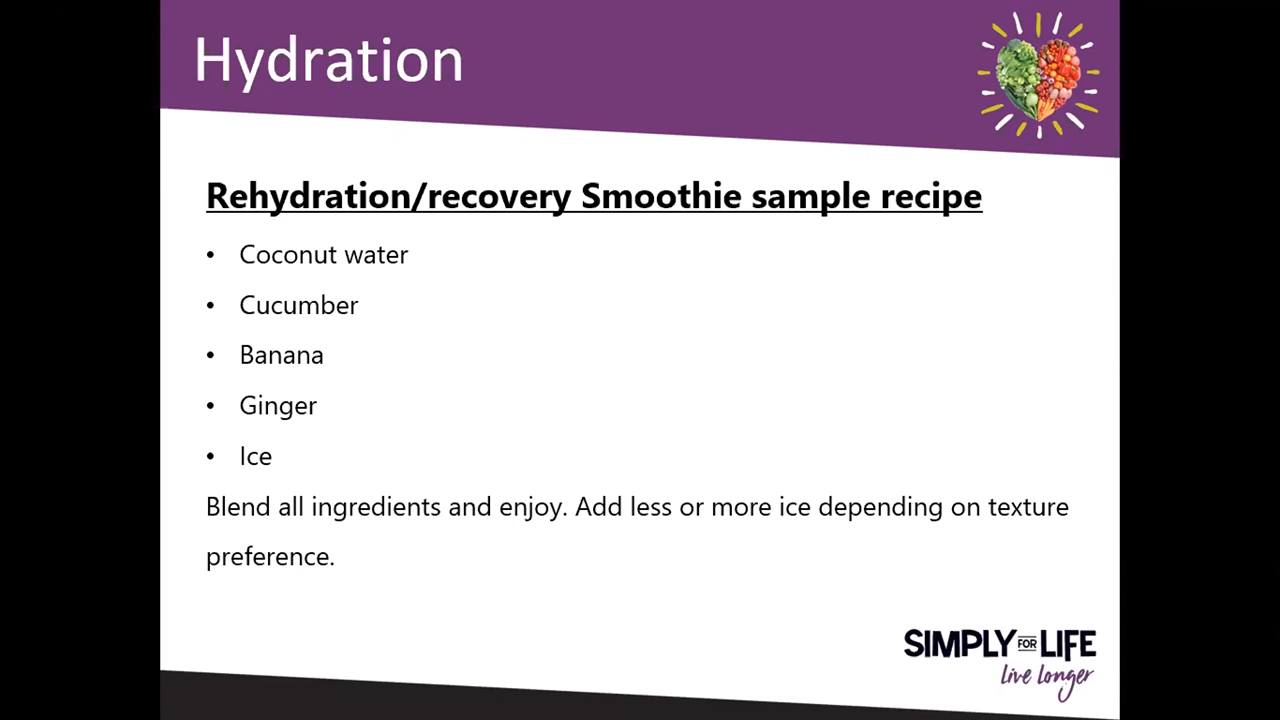 Hydration
Rehydration/recovery Smoothie sample recipe
• Coconut water
• Cucumber
• Banana
• Ginger
• Ice
Blend all ingredients and enjoy. Add less or more ice depending on texture
preference.
SIMPLY FOR LIFE
live longer